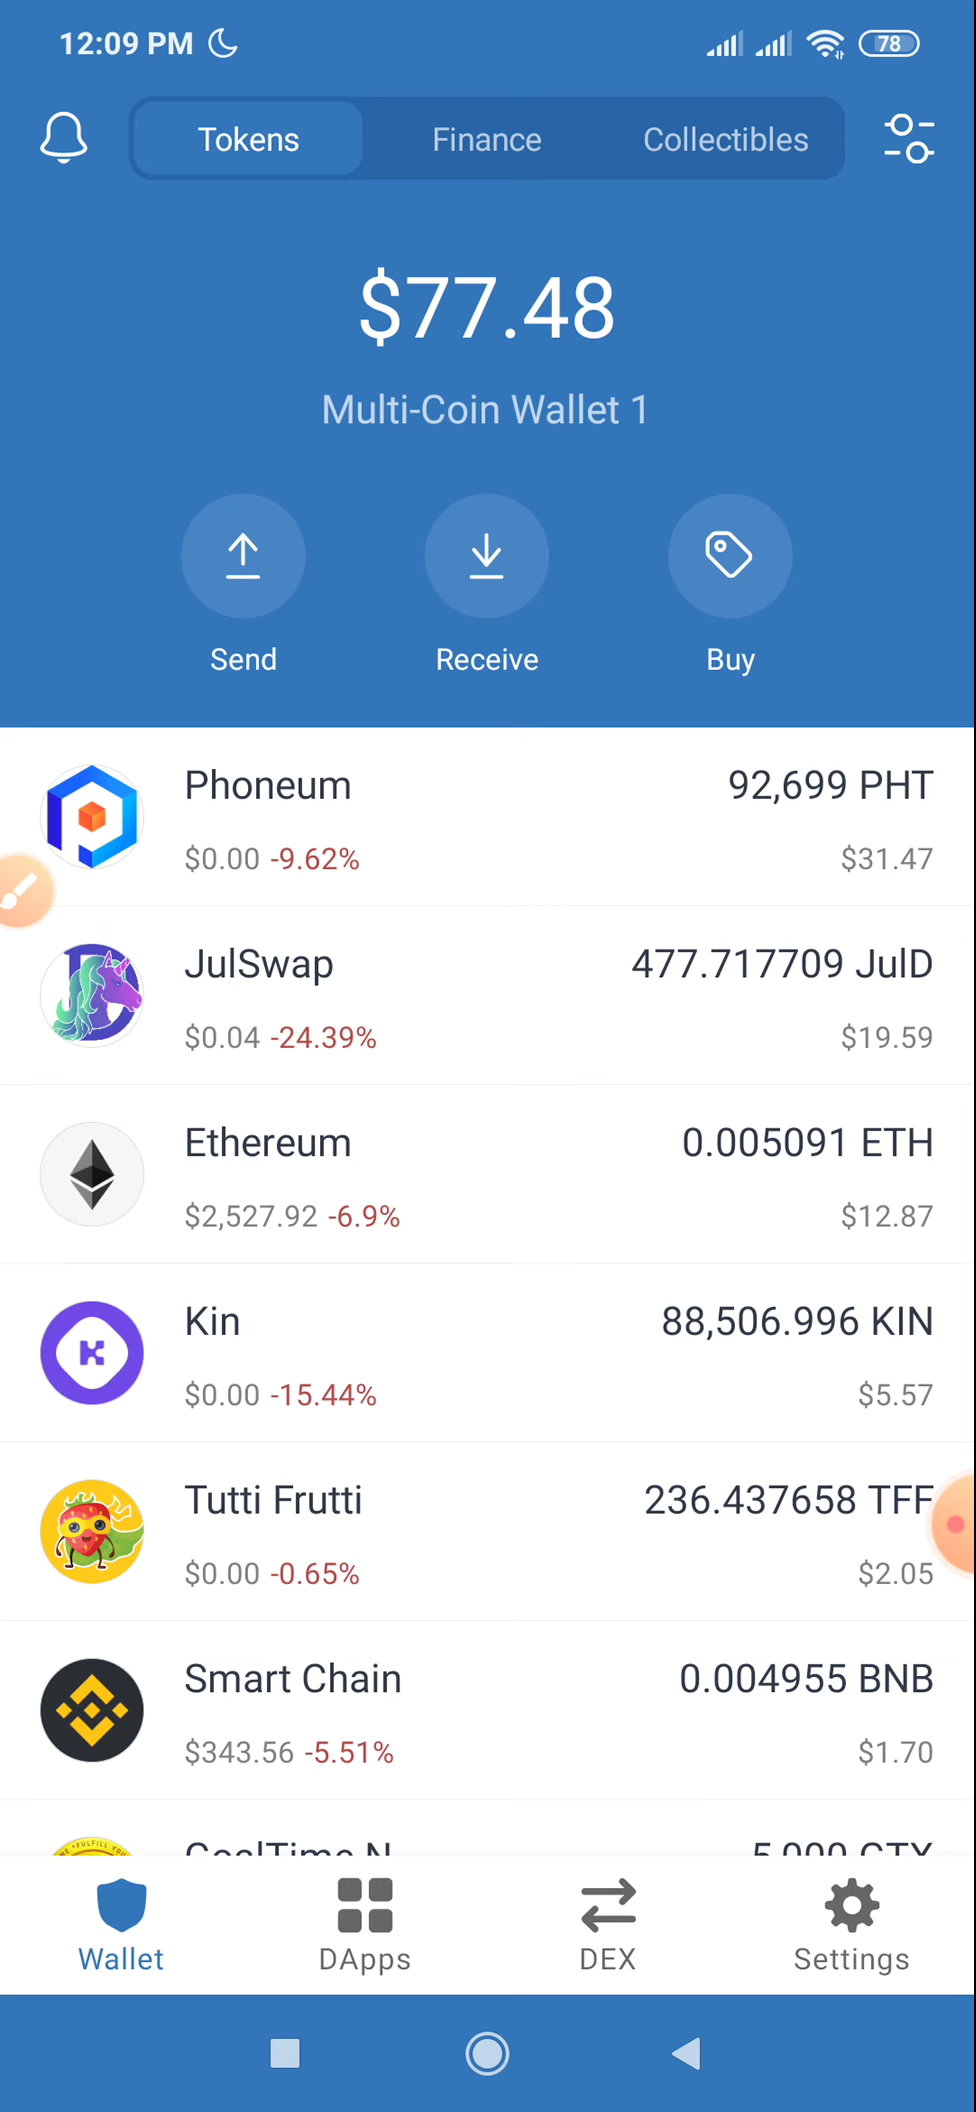 12:09 PM 78
Tokens Finance Collectibles
$77.48
Multi-Coin Wallet 1
Send Receive Buy
Phoneum 92,699 PHT
$0.00 -9.62% $31.47
JulSwap 477.717709 JulD
$0.04 -24.39% $19.59
Ethereum 0.005091 ETH
$2,527.92 -6.9% $12.87
Kin 88,506.996 KIN
$0.00 -15.44% $5.57
Tutti Frutti 236.437658 TFF
$0.00 -0.65% $2.05
Smart Chain 0.004955 BNB
$343.56 -5.51% $1.70
Wallet DApps DEX Settings